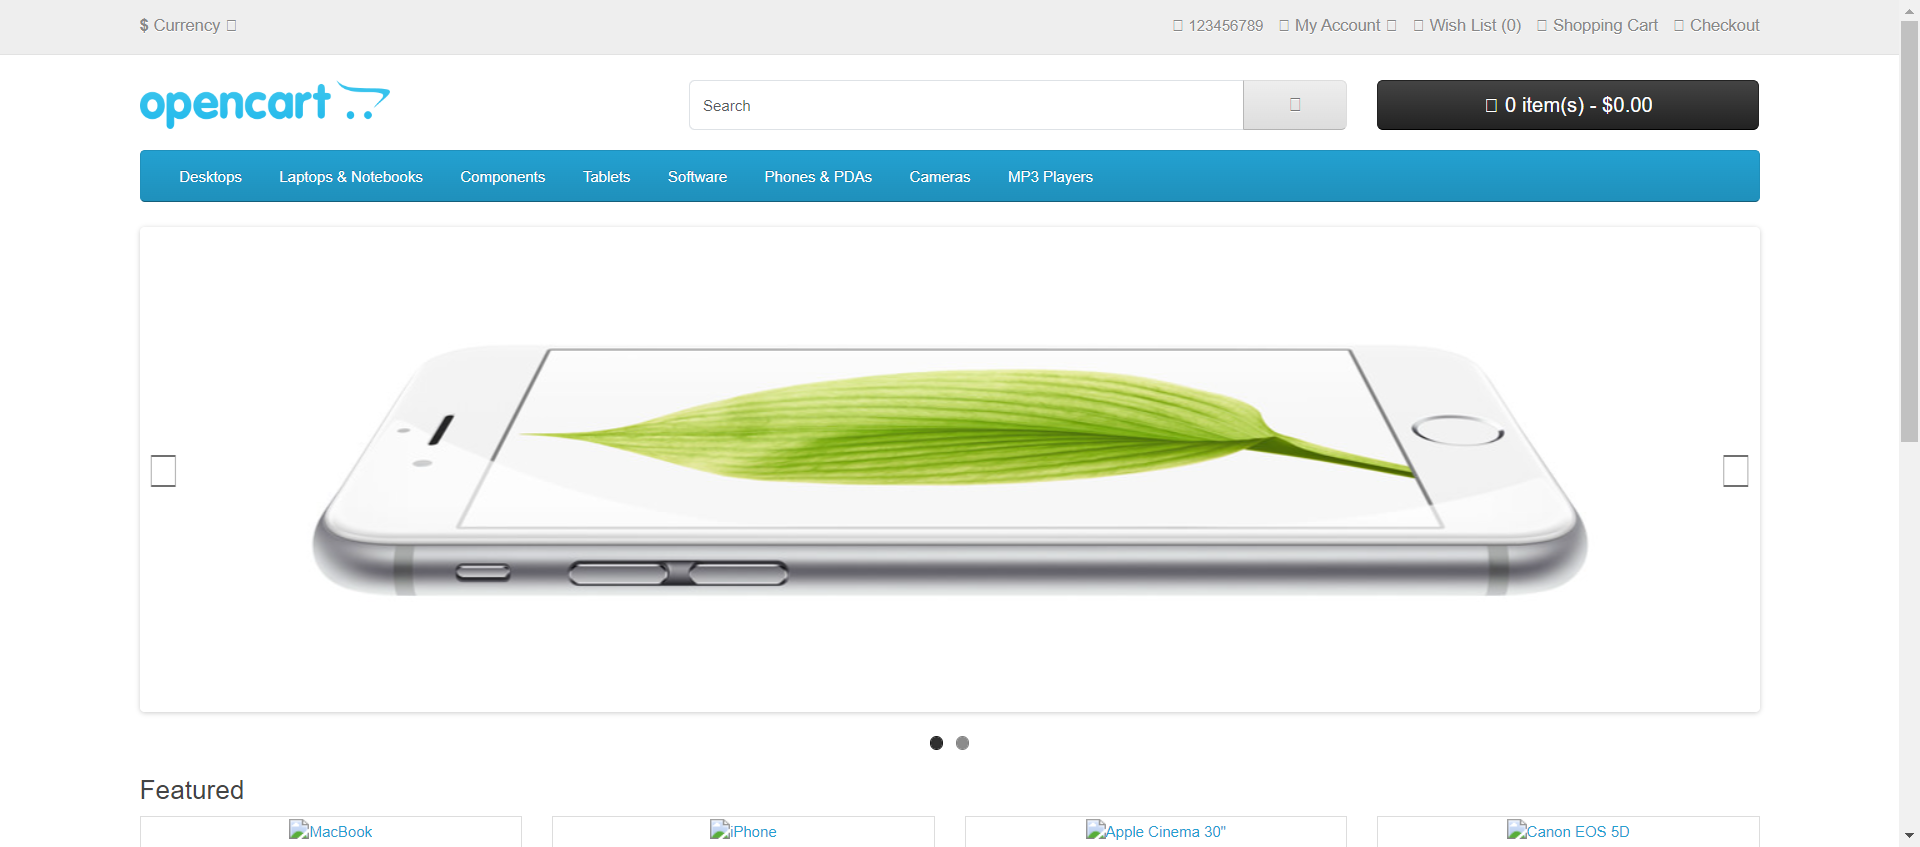 $ Currency
123456789 My Account Wish List (0) Shopping Cart Checkout
opencart
Search
0 item(s) - $0.00
Desktops Laptops & Notebooks Components Tablets Software Phones & PDAs Cameras MP3 Players
Featured
MacBook iPhone Apple Cinema 30" Canon EOS 5D